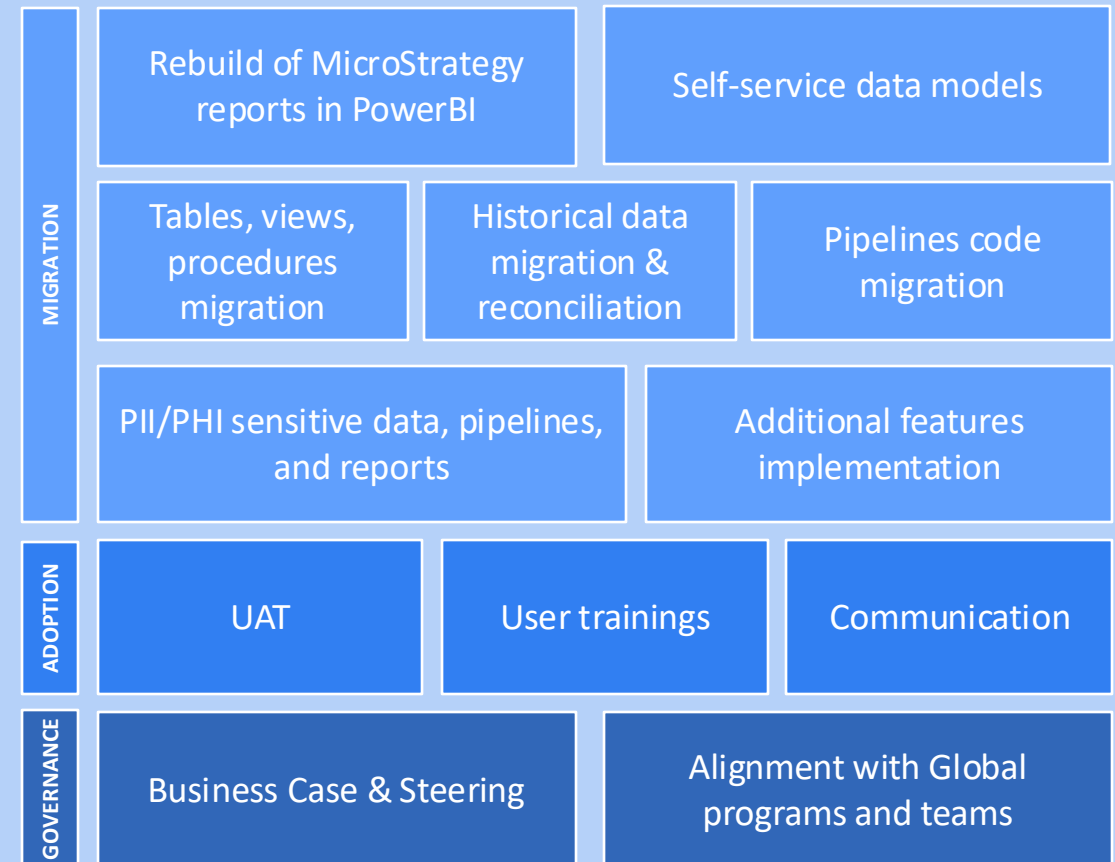 MIGRATION
Rebuild of MicroStrategy
reports in PowerBI
Self-service data models
Tables, views,
procedures
migration
Historical data
migration &
reconciliation
Pipelines code
migration
PII/PHI sensitive data, pipelines,
and reports
Additional features
implementation
ADOPTION
UAT
User trainings
Communication
GOVERNANCE
Business Case & Steering
Alignment with Global
programs and teams